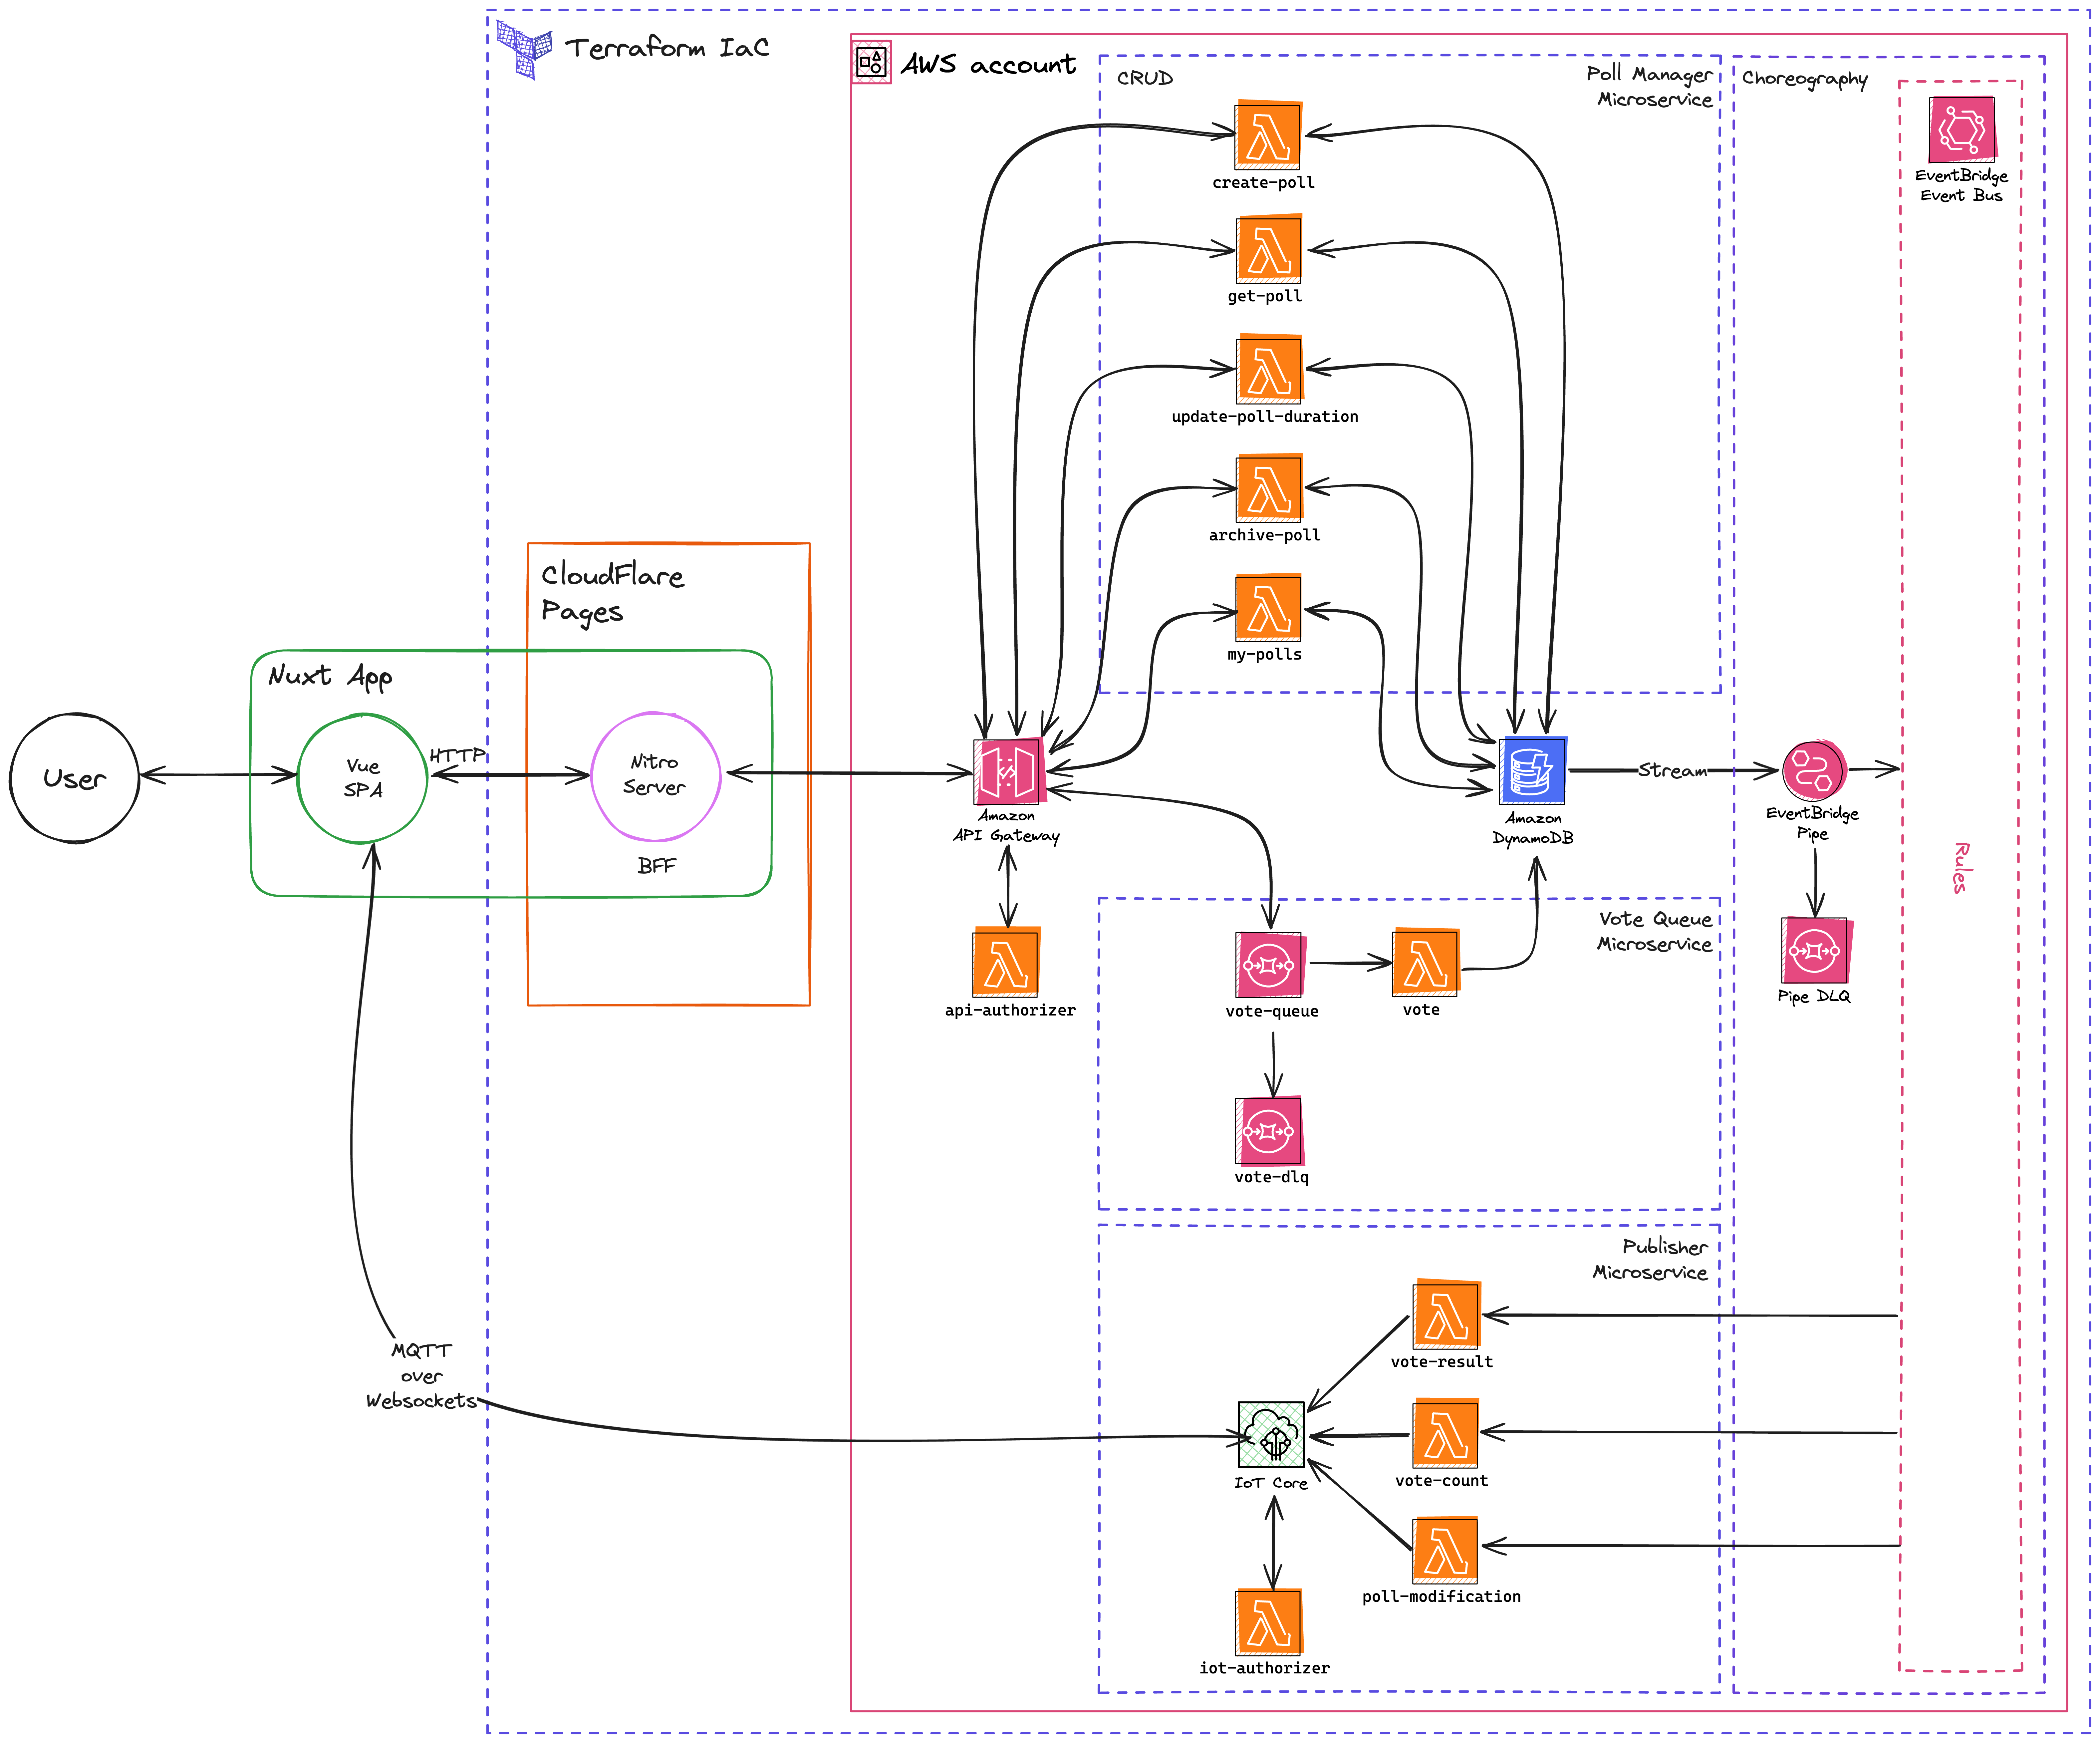 Terraform IaC
AWS account
CRUD
Poll Manager
Microservice
Choreography
EventBridge
Event Bus
create-poll
get-poll
update-poll-duration
archive-poll
my-polls
CloudFlare
Pages
Nuxt App
User
Vue
SPA
HTTP
Nitro
Server
BFF
Amazon
API Gateway
Amazon
DynamoDB
Stream
EventBridge
Pipe
Rules
Pipe DLQ
api-authorizer
Vote Queue
Microservice
vote-queue
vote
vote-dlq
Publisher
Microservice
MQTT
over
Websockets
vote-result
IoT Core
vote-count
poll-modification
iot-authorizer